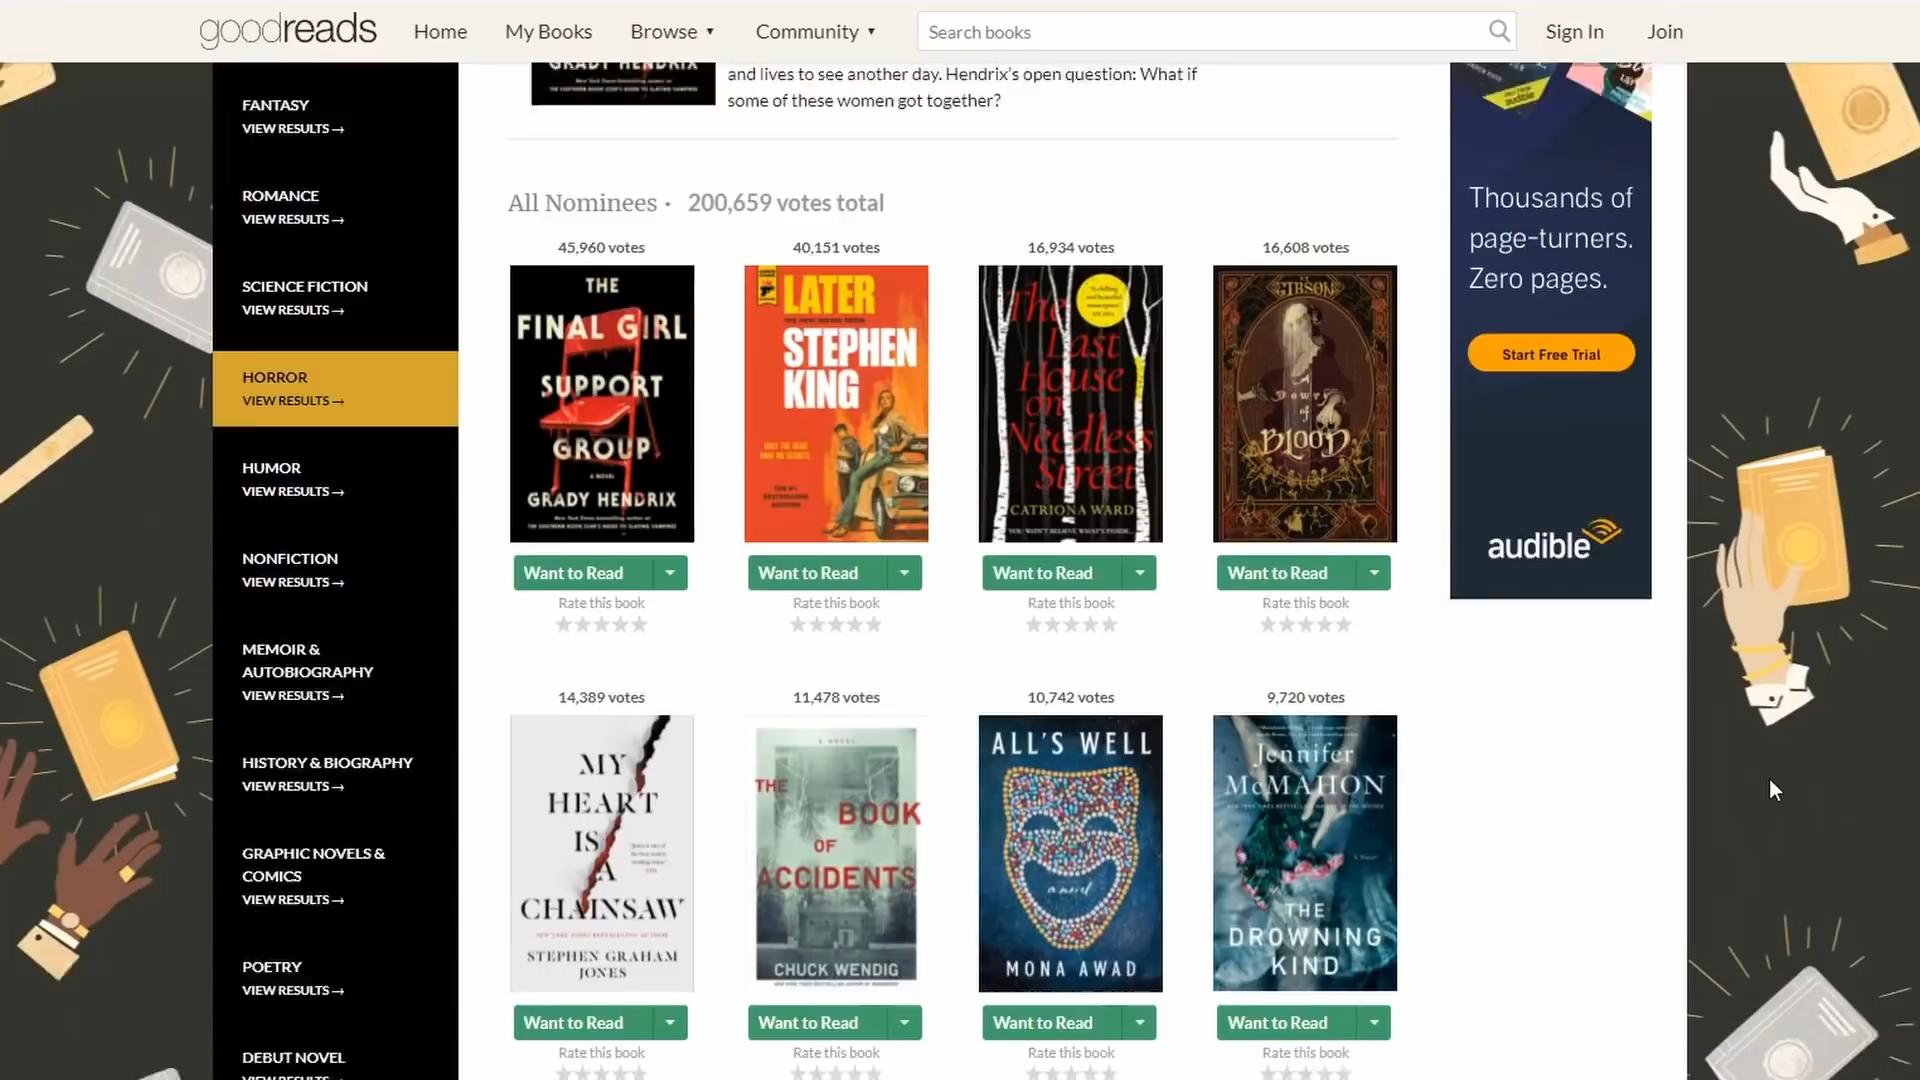 goodreads
Home
My Books
Browse ▼
Community ▼
Search books
Sign In
Join
GRADY HENDRIX
and lives to see another day. Hendrix's open question: What if
some of these women got together?
FANTASY
VIEW RESULTS →
ROMANCE
VIEW RESULTS →
SCIENCE FICTION
VIEW RESULTS →
HORROR
VIEW RESULTS →
HUMOR
VIEW RESULTS →
NONFICTION
VIEW RESULTS →
MEMOIR &
AUTOBIOGRAPHY
VIEW RESULTS →
HISTORY & BIOGRAPHY
VIEW RESULTS →
GRAPHIC NOVELS &
COMICS
VIEW RESULTS →
POETRY
VIEW RESULTS →
DEBUT NOVEL
VIEW RESULTS
All Nominees • 200,659 votes total
45,960 votes
40,151 votes
16,934 votes
16,608 votes
THE
FINAL GIRL
SUPPORT
GROUP
A NOVEL
GRADY HENDRIX
LATER
STEPHEN
KING
The
Last
House
on
Needless
Street
CATRIONA WARD
GIBSON
A
Dowry
of
BLOOD
Want to Read
Want to Read
Want to Read
Want to Read
Rate this book
Rate this book
Rate this book
Rate this book
14,389 votes
11,478 votes
10,742 votes
9,720 votes
MY
HEART
IS
A
CHAINSAW
STEPHEN GRAHAM
JONES
A NOVEL
THE
BOOK
OF
ACCIDENTS
CHUCK WENDIG
ALL'S WELL
a novel
MONA AWAD
Jennifer
McMAHON
A Novel
THE
DROWNING
KIND
Want to Read
Want to Read
Want to Read
Want to Read
Rate this book
Rate this book
Rate this book
Rate this book
audible
Thousands of
page-turners.
Zero pages.
Start Free Trial
audible